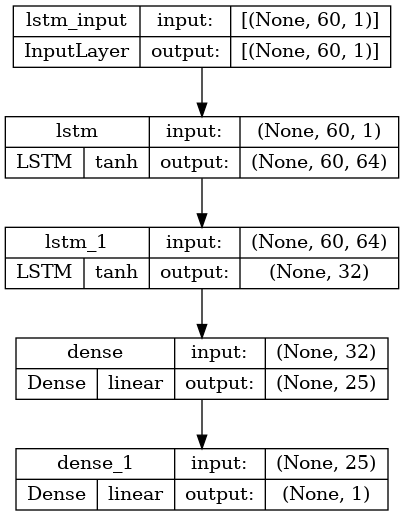 lstm_input input: [(None, 60, 1)]
InputLayer output: [(None, 60, 1)]
lstm input: (None, 60, 1)
LSTM tanh output: (None, 60, 64)
lstm_1 input: (None, 60, 64)
LSTM tanh output: (None, 32)
dense input: (None, 32)
Dense linear output: (None, 25)
dense_1 input: (None, 25)
Dense linear output: (None, 1)